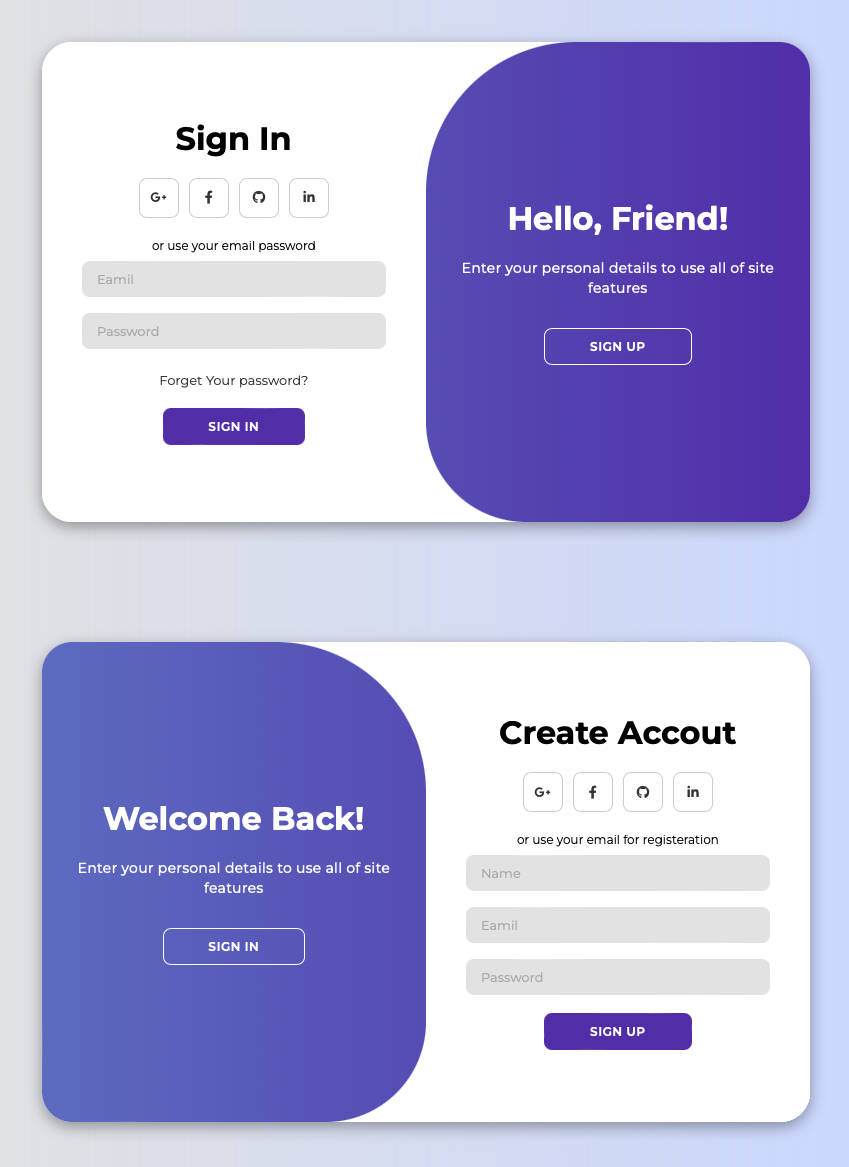 Sign In
G+ f in
or use your email password
Eamil
Password
Forget Your password?
SIGN IN
Hello, Friend!
Enter your personal details to use all of site
features
SIGN UP
Welcome Back!
Enter your personal details to use all of site
features
SIGN IN
Create Accout
G+ f in
or use your email for registeration
Name
Eamil
Password
SIGN UP